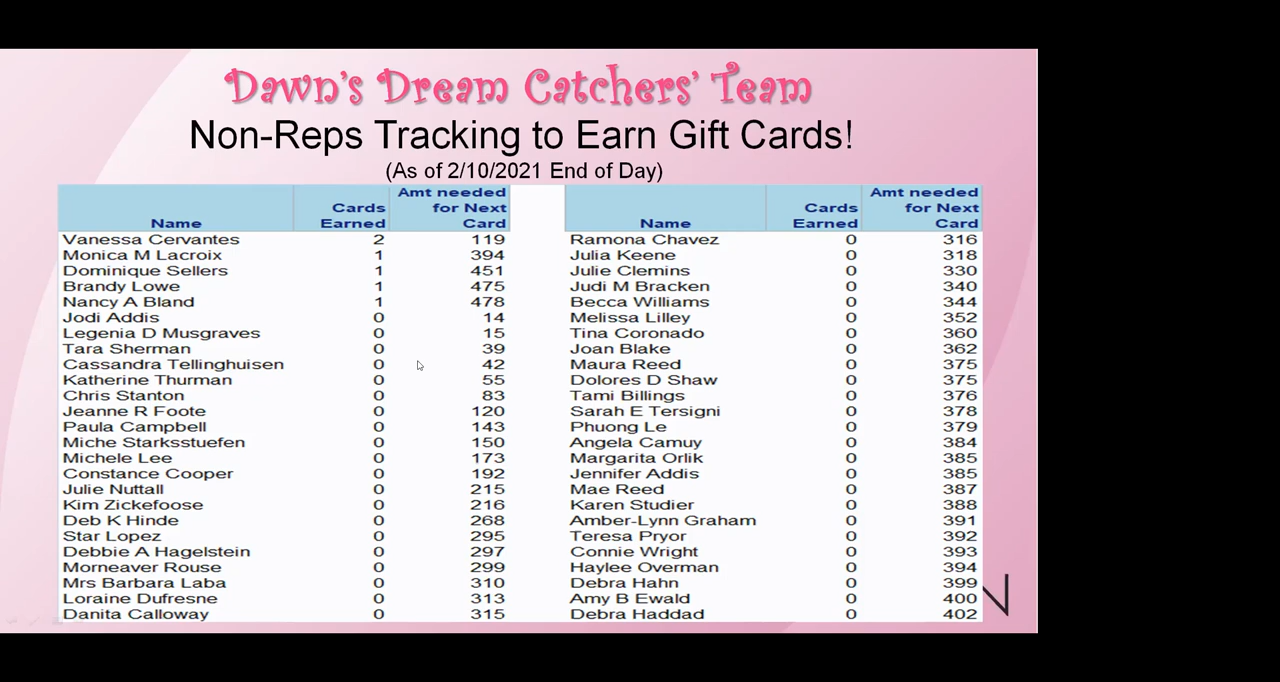 Dawn's Dream Catchers' Team
Non-Reps Tracking to Earn Gift Cards!
(As of 2/10/2021 End of Day)
Name Cards Earned Amt needed for Next Card
Vanessa Cervantes 2 119
Monica M Lacroix 1 394
Dominique Sellers 1 451
Brandy Lowe 1 475
Nancy A Bland 1 478
Jodi Addis 0 14
Legenia D Musgraves 0 15
Tara Sherman 0 39
Cassandra Tellinghuisen 0 42
Katherine Thurman 0 55
Chris Stanton 0 83
Jeanne R Foote 0 120
Paula Campbell 0 143
Miche Starksstuefen 0 150
Michele Lee 0 173
Constance Cooper 0 192
Julie Nuttall 0 215
Kim Zickefoose 0 216
Deb K Hinde 0 268
Star Lopez 0 295
Debbie A Hagelstein 0 297
Morneaver Rouse 0 299
Mrs Barbara Laba 0 310
Loraine Dufresne 0 313
Danita Calloway 0 315
Name Cards Earned Amt needed for Next Card
Ramona Chavez 0 316
Julia Keene 0 318
Julie Clemins 0 330
Judi M Bracken 0 340
Becca Williams 0 344
Melissa Lilley 0 352
Tina Coronado 0 360
Joan Blake 0 362
Maura Reed 0 375
Dolores D Shaw 0 375
Tami Billings 0 376
Sarah E Tersigni 0 378
Phuong Le 0 379
Angela Camuy 0 384
Margarita Orlik 0 385
Jennifer Addis 0 385
Mae Reed 0 387
Karen Studier 0 388
Amber-Lynn Graham 0 391
Teresa Pryor 0 392
Connie Wright 0 393
Haylee Overman 0 394
Debra Hahn 0 399
Amy B Ewald 0 400
Debra Haddad 0 402